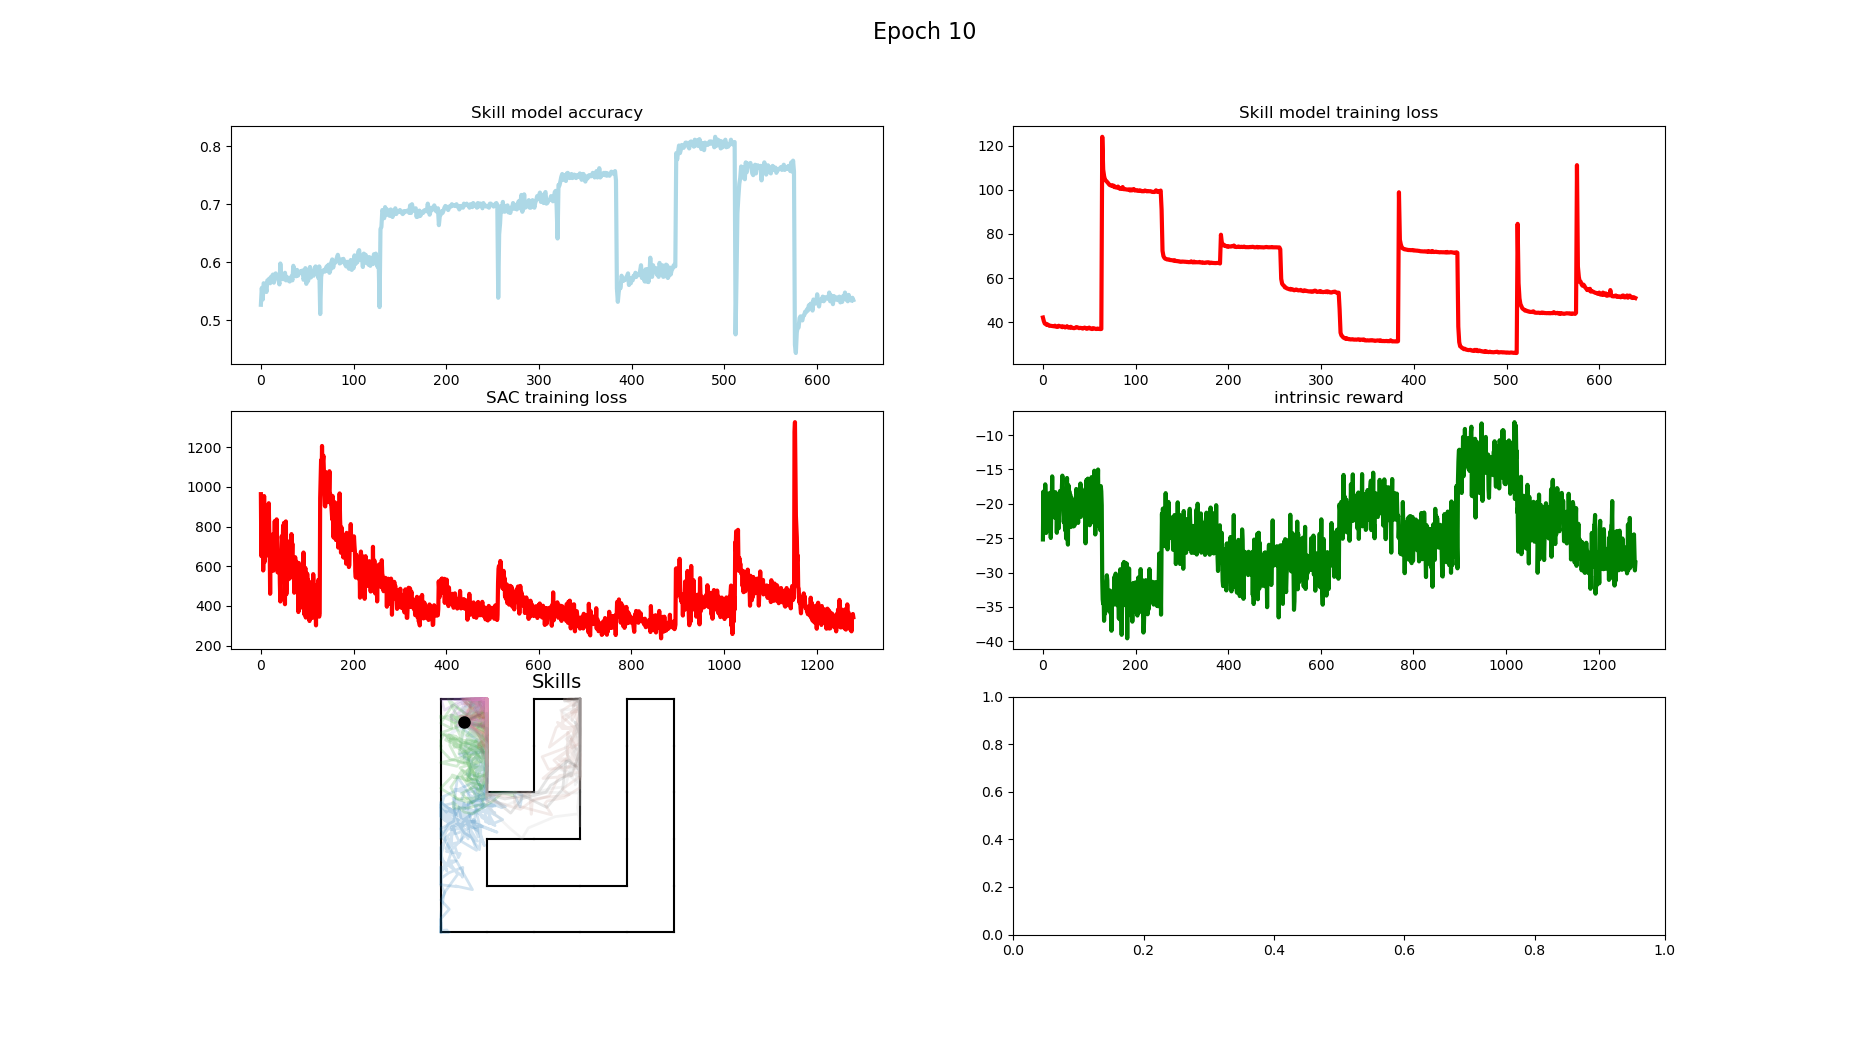 Epoch 10
Skill model accuracy
0.8
0.7
0.6
0.5
0 100 200 300 400 500 600
Skill model training loss
120
100
80
60
40
0 100 200 300 400 500 600
SAC training loss
1200
1000
800
600
400
200
0 200 400 600 800 1000 1200
intrinsic reward
−10
−15
−20
−25
−30
−35
−40
0 200 400 600 800 1000 1200
Skills
1.0
0.8
0.6
0.4
0.2
0.0
0.0 0.2 0.4 0.6 0.8 1.0